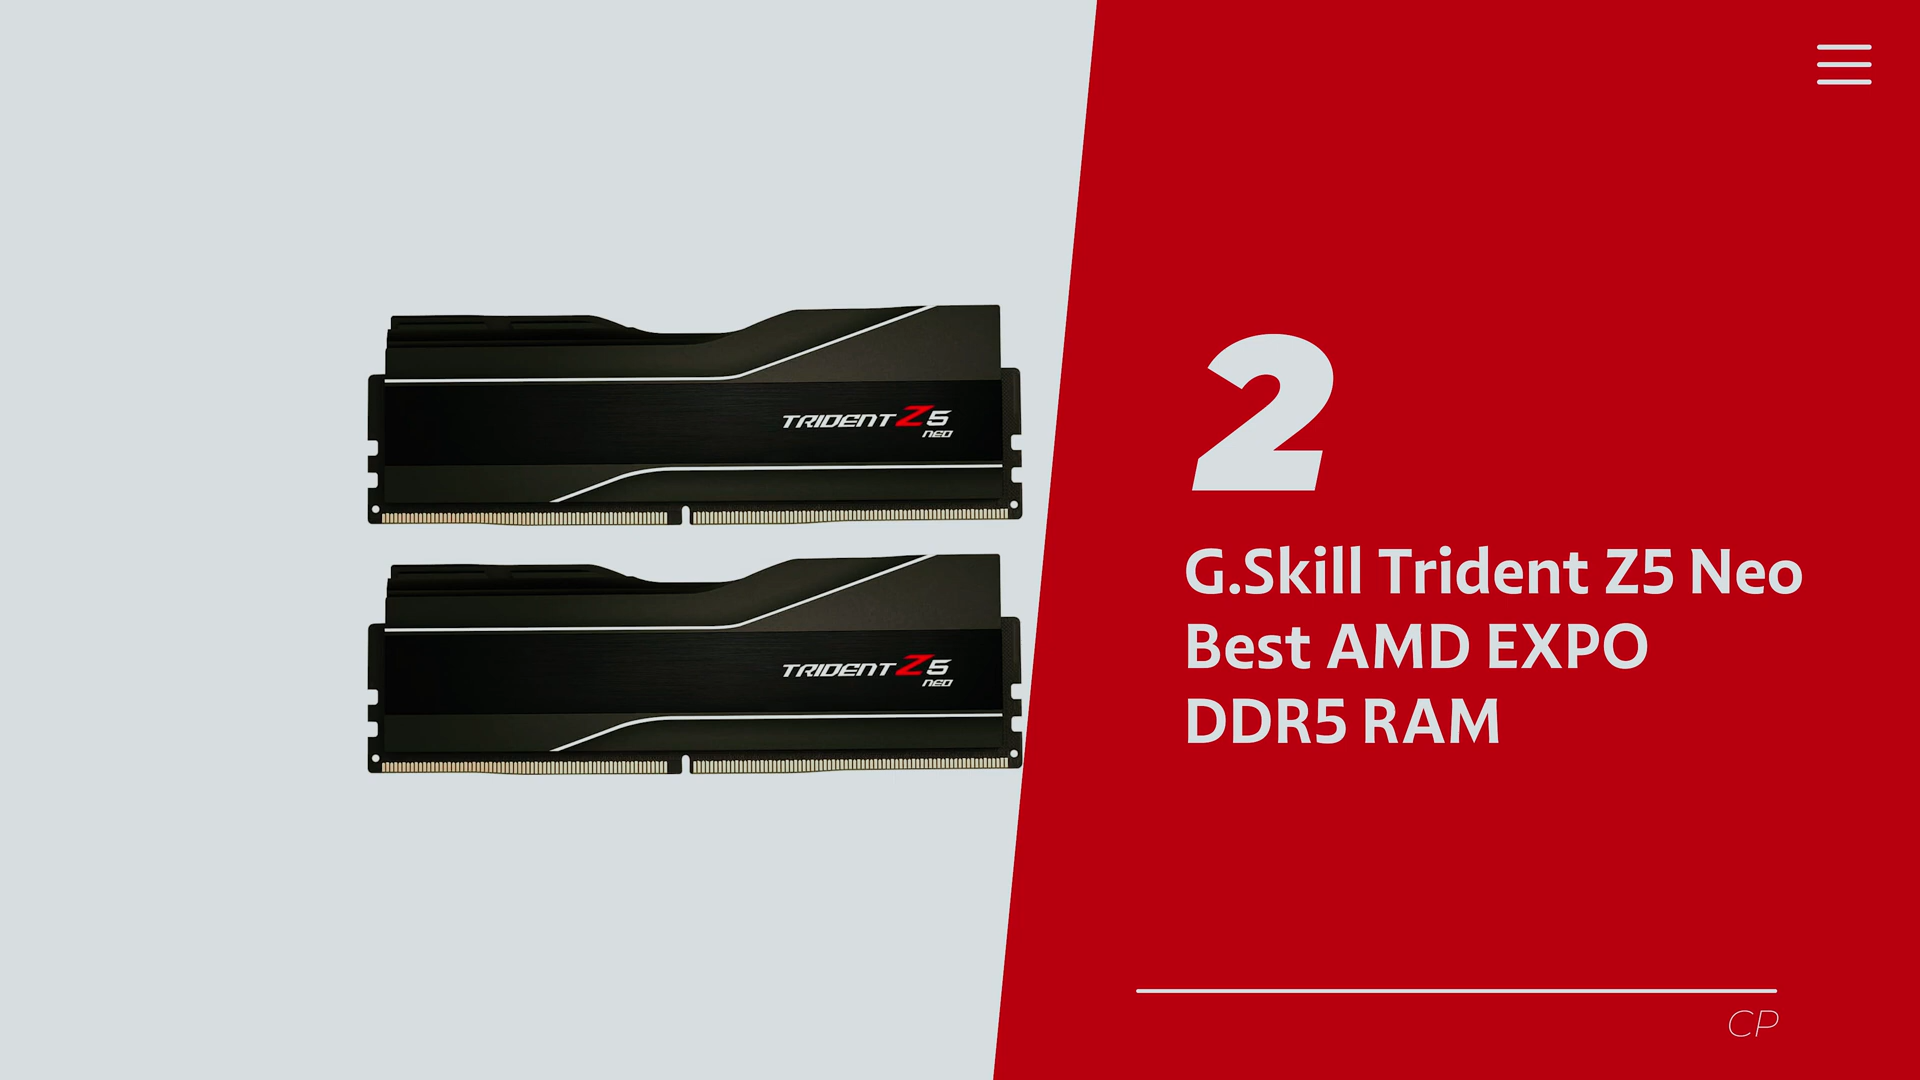 TRIDENT Z5
neo
TRIDENT Z5
neo
2
G.Skill Trident Z5 Neo
Best AMD EXPO
DDR5 RAM
CP